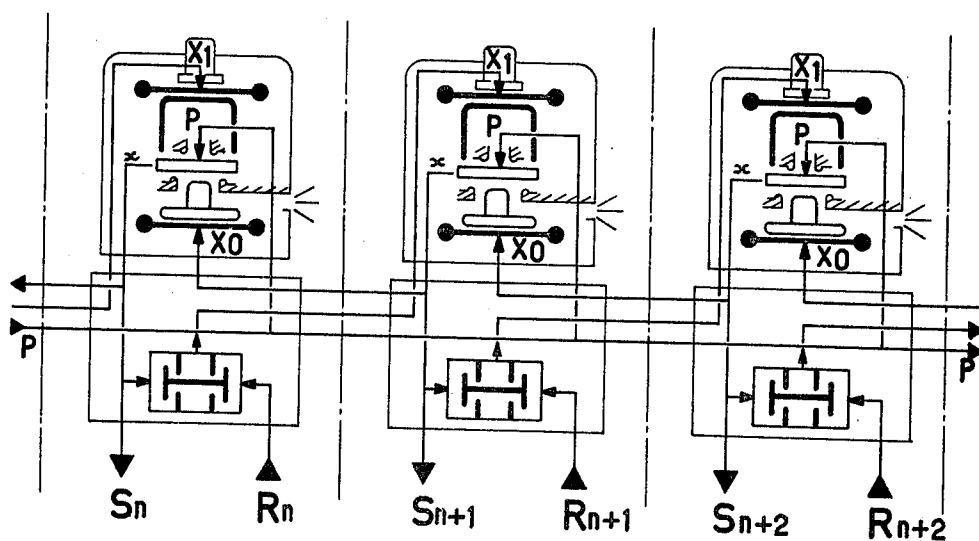 X1 X1 X1
P P P
x x x
X0 X0 X0
P P
Sn Rn Sn+1 Rn+1 Sn+2 Rn+2